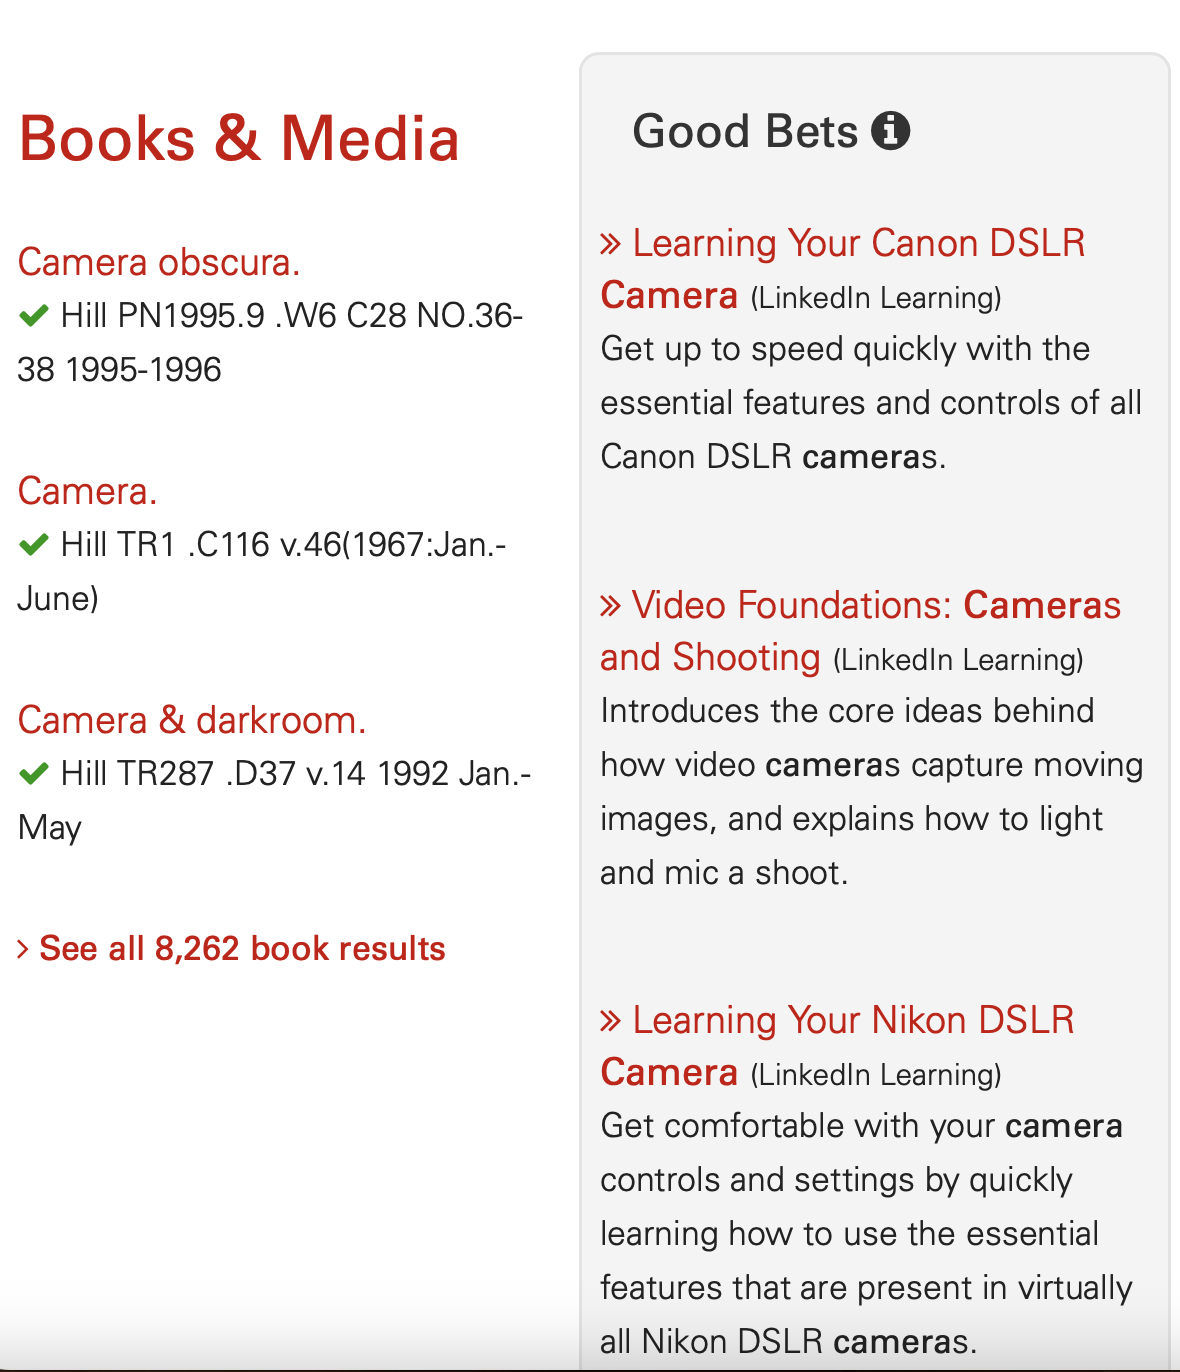 Books & Media
Camera obscura.
Hill PN1995.9 .W6 C28 NO.36-
38 1995-1996
Camera.
Hill TR1 .C116 v.46(1967:Jan.-
June)
Camera & darkroom.
Hill TR287 .D37 v.14 1992 Jan.-
May
> See all 8,262 book results
Good Bets
» Learning Your Canon DSLR
Camera (LinkedIn Learning)
Get up to speed quickly with the
essential features and controls of all
Canon DSLR cameras.
» Video Foundations: Cameras
and Shooting (LinkedIn Learning)
Introduces the core ideas behind
how video cameras capture moving
images, and explains how to light
and mic a shoot.
» Learning Your Nikon DSLR
Camera (LinkedIn Learning)
Get comfortable with your camera
controls and settings by quickly
learning how to use the essential
features that are present in virtually
all Nikon DSLR cameras.